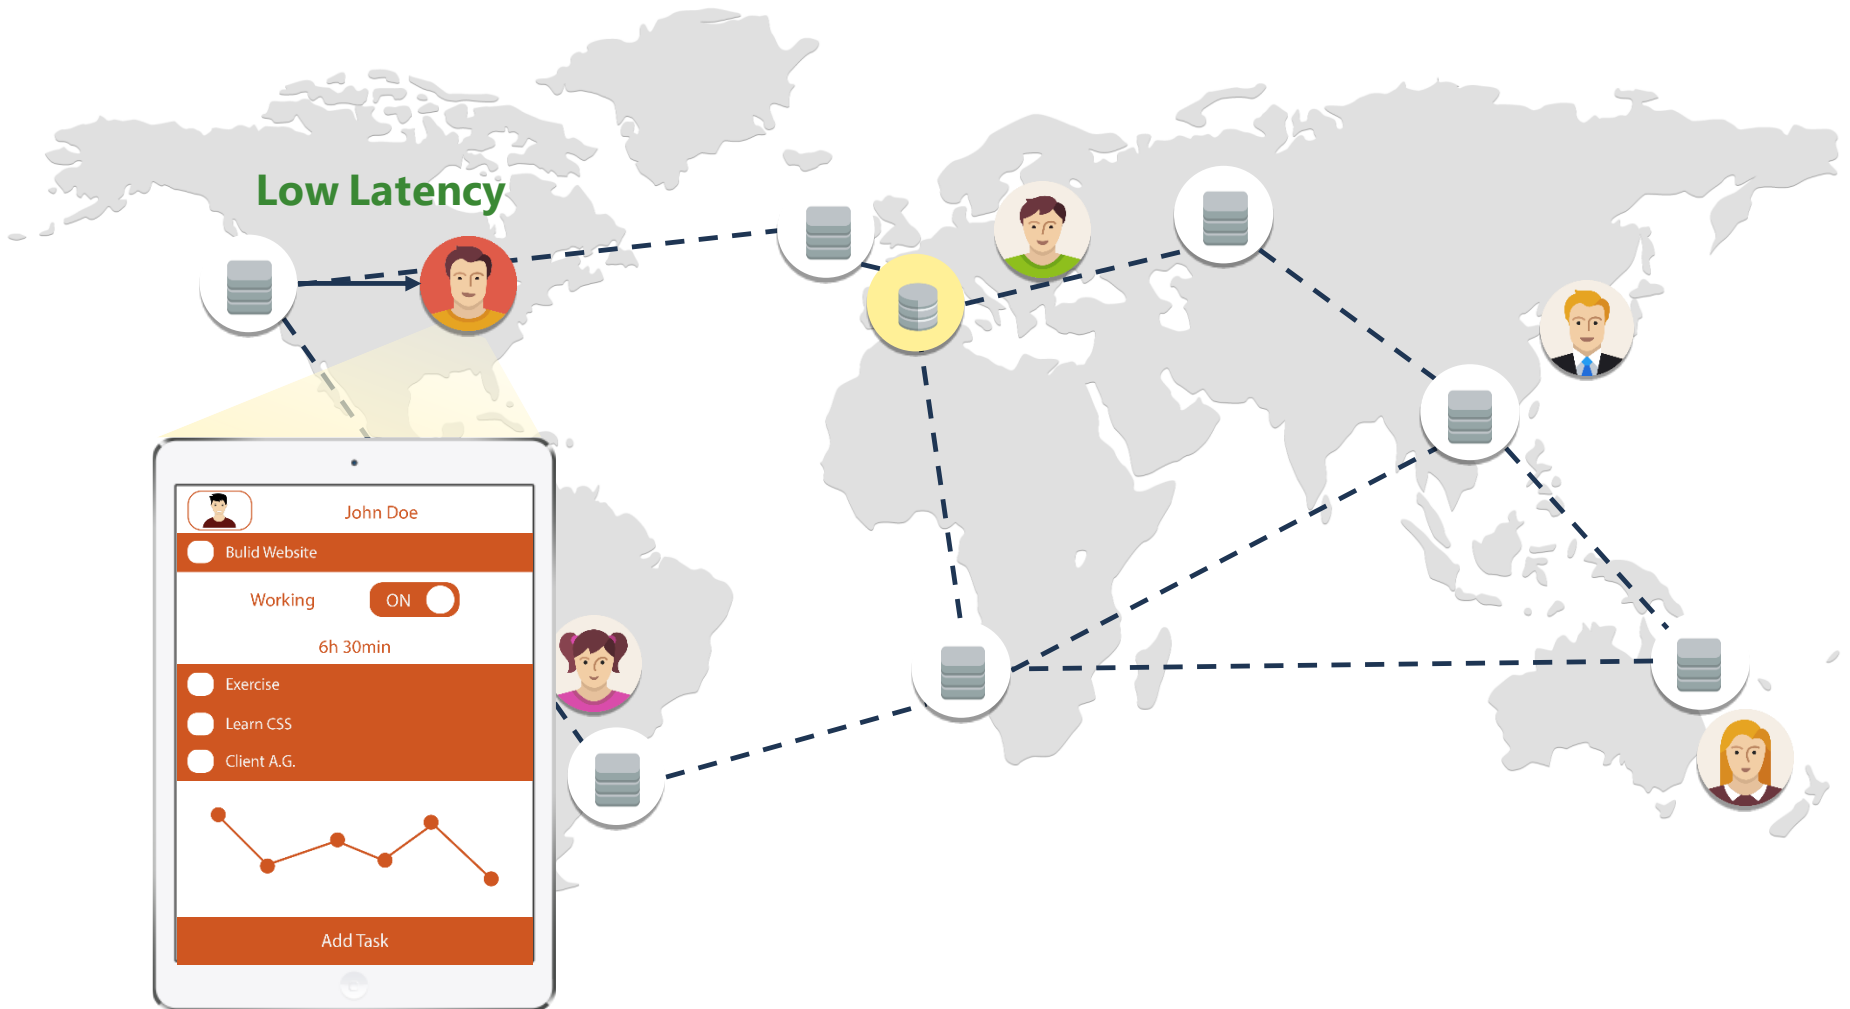 Low Latency
John Doe
Bulid Website
Working
ON
6h 30min
Exercise
Learn CSS
Client A.G.
Add Task